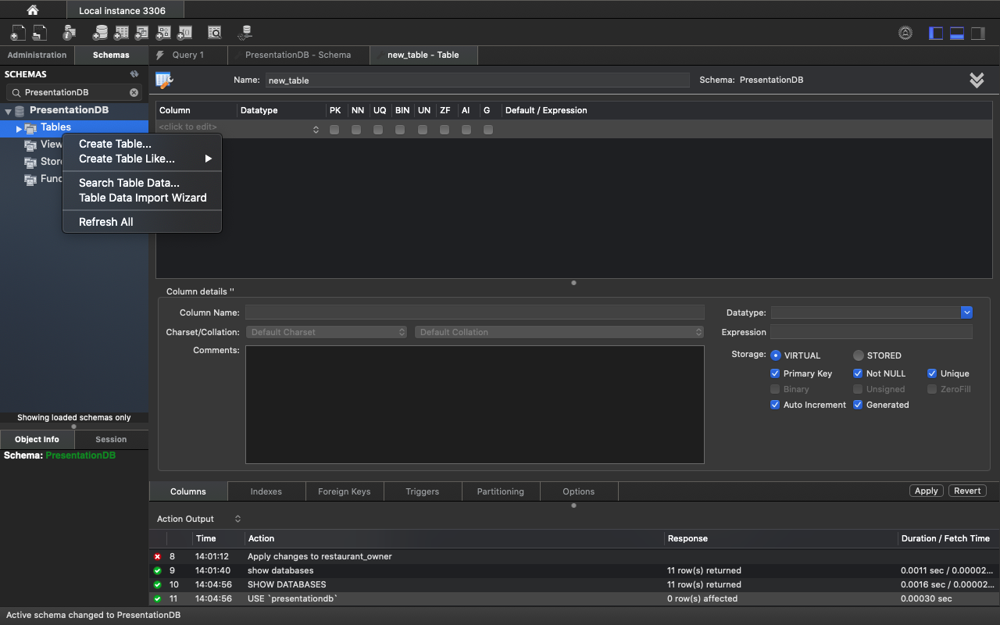 Local instance 3306
Administration
Schemas
Query 1
PresentationDB - Schema
new_table - Table
SCHEMAS
PresentationDB
Name:
new_table
Schema: PresentationDB
PresentationDB
Tables
View
Stor
Func
Create Table...
Create Table Like...
Search Table Data...
Table Data Import Wizard
Refresh All
Column Datatype PK NN UQ BIN UN ZF AI G Default / Expression
<click to edit>
Column details ''
Column Name:
Datatype:
Charset/Collation: Default Charset Default Collation
Expression
Comments:
Storage: VIRTUAL STORED
Primary Key Not NULL Unique
Binary Unsigned ZeroFill
Auto Increment Generated
Showing loaded schemas only
Object Info Session
Schema: PresentationDB
Columns Indexes Foreign Keys Triggers Partitioning Options
Apply Revert
Action Output
Time Action Response Duration / Fetch Time
8 14:01:12 Apply changes to restaurant_owner
9 14:01:40 show databases 11 row(s) returned 0.0011 sec / 0.00002...
10 14:04:56 SHOW DATABASES 11 row(s) returned 0.0016 sec / 0.00002...
11 14:04:56 USE `presentationdb` 0 row(s) affected 0.00030 sec
Active schema changed to PresentationDB